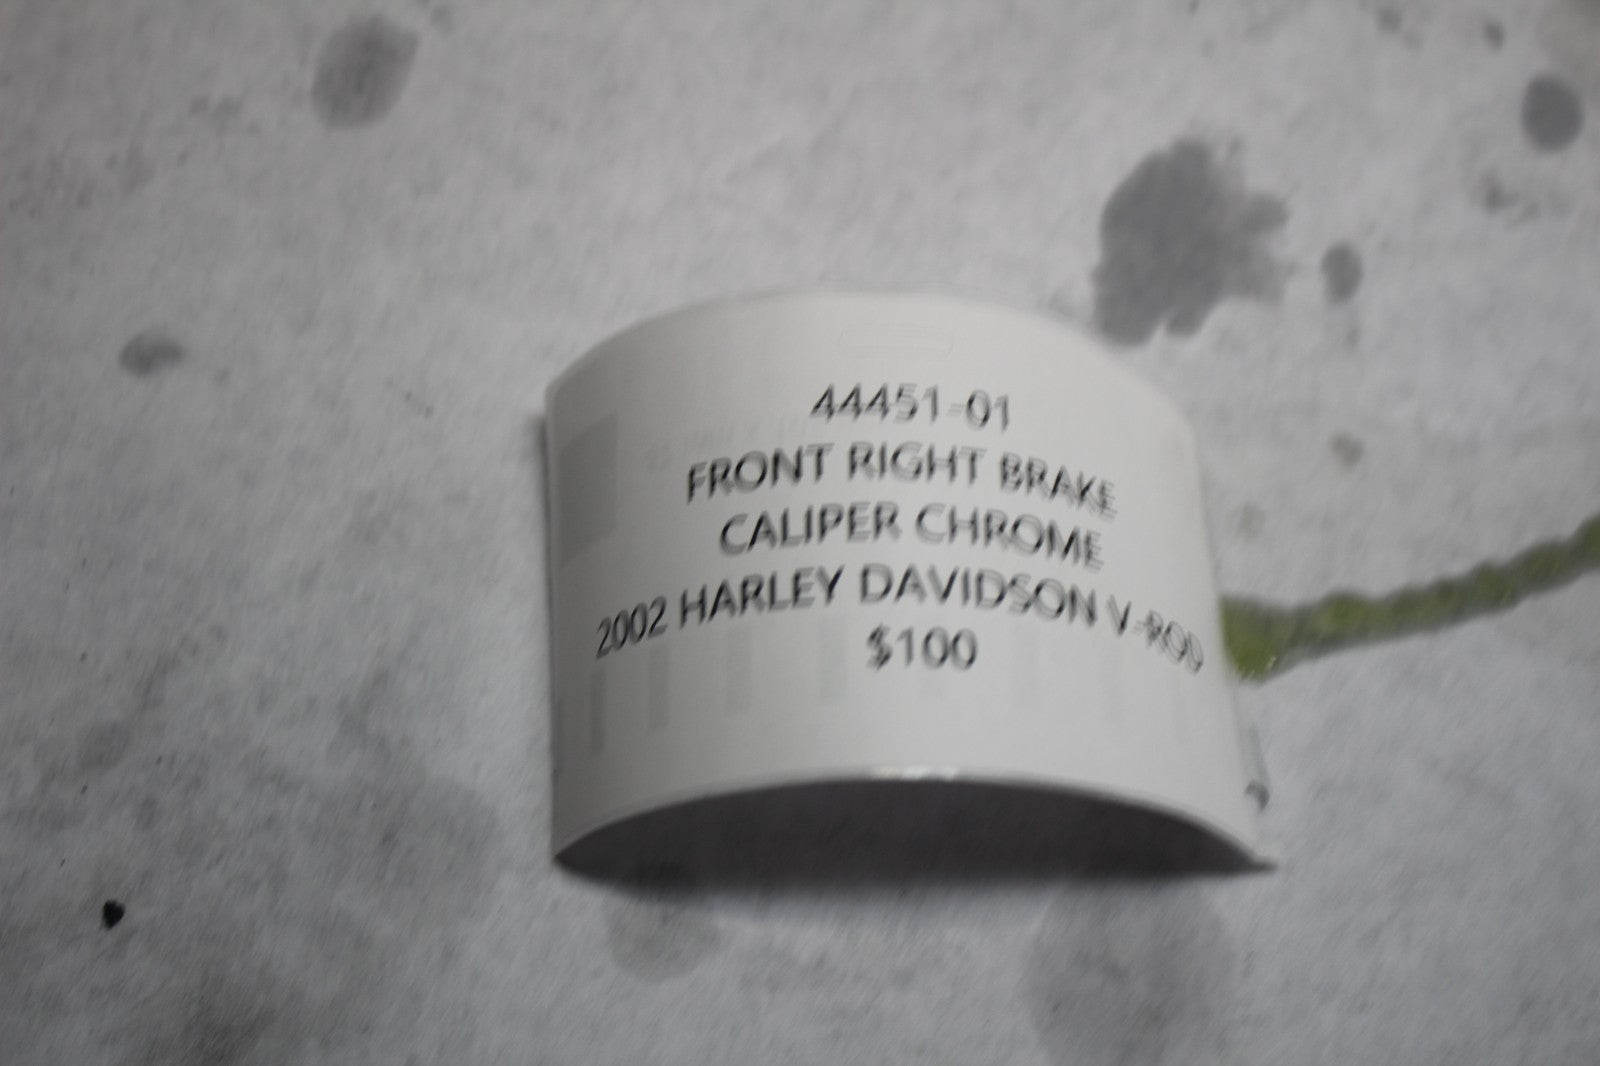 44451-01
FRONT RIGHT BRAKE
CALIPER CHROME
2002 HARLEY DAVIDSON V-ROD
$100